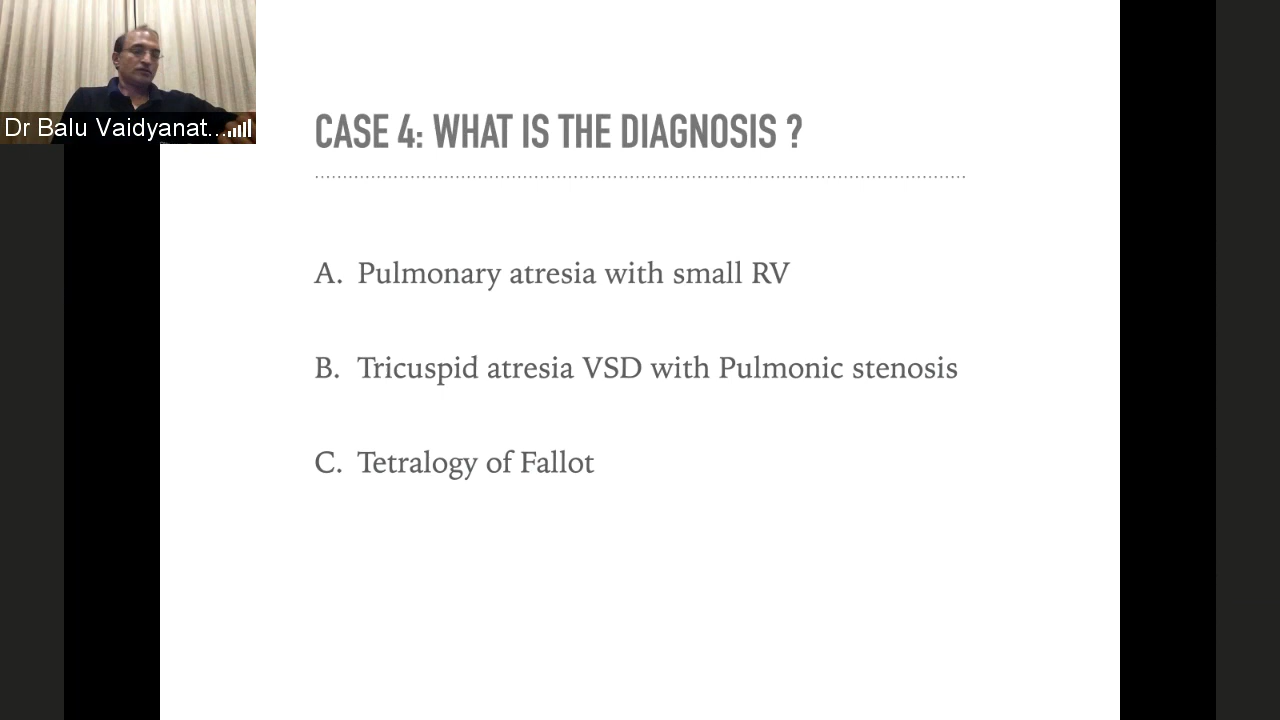 Dr Balu Vaidyanat...
CASE 4: WHAT IS THE DIAGNOSIS ?
A. Pulmonary atresia with small RV
B. Tricuspid atresia VSD with Pulmonic stenosis
C. Tetralogy of Fallot